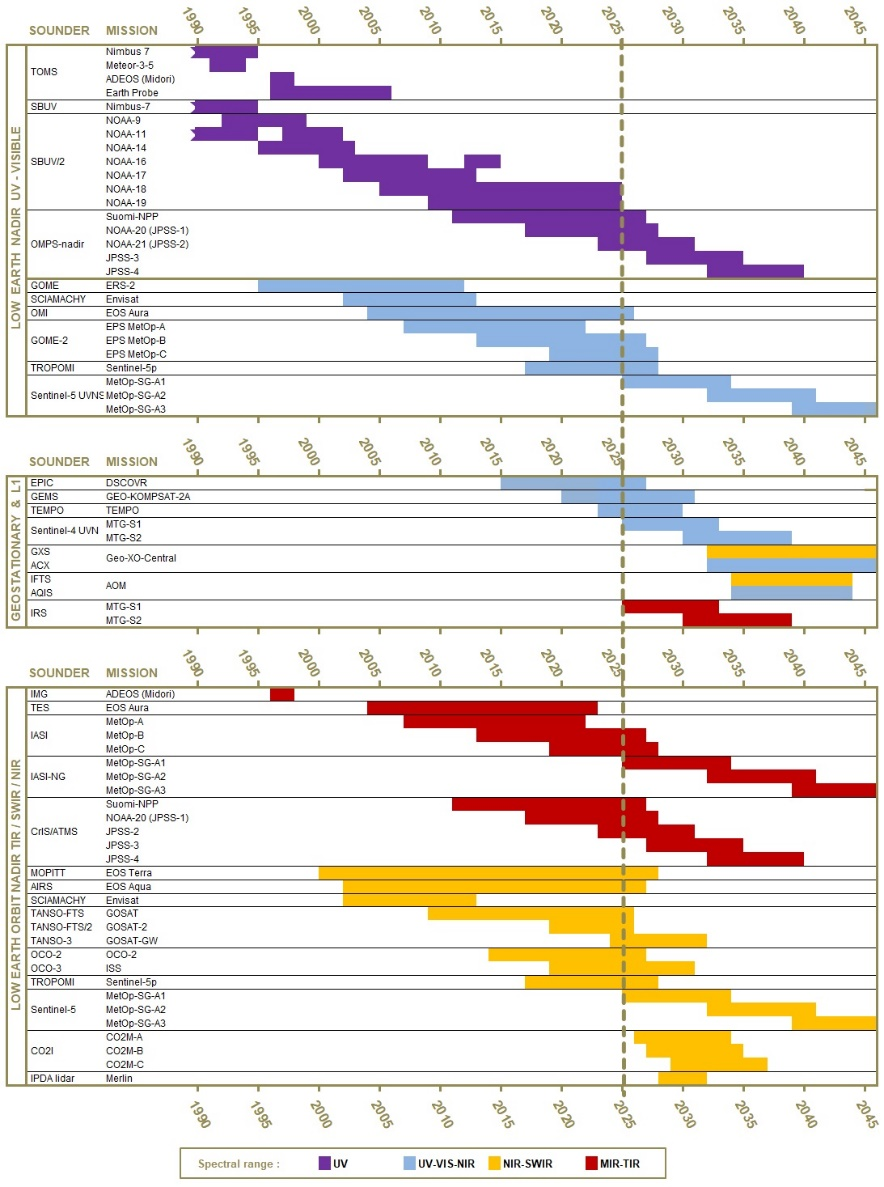 1990 1995 2000 2005 2010 2015 2020 2025 2030 2035 2040 2045
SOUNDER MISSION
LOW EARTH NADIR UV - VISIBLE
TOMS Nimbus 7
Meteor-3-5
ADEOS (Midori)
Earth Probe
SBUV Nimbus-7
SBUV/2 NOAA-9
NOAA-11
NOAA-14
NOAA-16
NOAA-17
NOAA-18
NOAA-19
OMPS-nadir Suomi-NPP
NOAA-20 (JPSS-1)
NOAA-21 (JPSS-2)
JPSS-3
JPSS-4
GOME ERS-2
SCIAMACHY Envisat
OMI EOS Aura
GOME-2 EPS MetOp-A
EPS MetOp-B
EPS MetOp-C
TROPOMI Sentinel-5p
Sentinel-5 UVNS MetOp-SG-A1
MetOp-SG-A2
MetOp-SG-A3
1990 1995 2000 2005 2010 2015 2020 2025 2030 2035 2040 2045
SOUNDER MISSION
GEOSTATIONARY & L1
EPIC DSCOVR
GEMS GEO-KOMPSAT-2A
TEMPO TEMPO
Sentinel-4 UVN MTG-S1
MTG-S2
GXS Geo-XO-Central
ACX
IFTS AOM
AQIS
IRS MTG-S1
MTG-S2
1990 1995 2000 2005 2010 2015 2020 2025 2030 2035 2040 2045
SOUNDER MISSION
LOW EARTH ORBIT NADIR TIR / SWIR / NIR
IMG ADEOS (Midori)
TES EOS Aura
IASI MetOp-A
MetOp-B
MetOp-C
IASI-NG MetOp-SG-A1
MetOp-SG-A2
MetOp-SG-A3
CrIS/ATMS Suomi-NPP
NOAA-20 (JPSS-1)
JPSS-2
JPSS-3
JPSS-4
MOPITT EOS Terra
AIRS EOS Aqua
SCIAMACHY Envisat
TANSO-FTS GOSAT
TANSO-FTS/2 GOSAT-2
TANSO-3 GOSAT-GW
OCO-2 OCO-2
OCO-3 ISS
TROPOMI Sentinel-5p
Sentinel-5 MetOp-SG-A1
MetOp-SG-A2
MetOp-SG-A3
CO2I CO2M-A
CO2M-B
CO2M-C
IPDA lidar Merlin
1990 1995 2000 2005 2010 2015 2020 2025 2030 2035 2040 2045
Spectral range : UV UV-VIS-NIR NIR-SWIR MIR-TIR